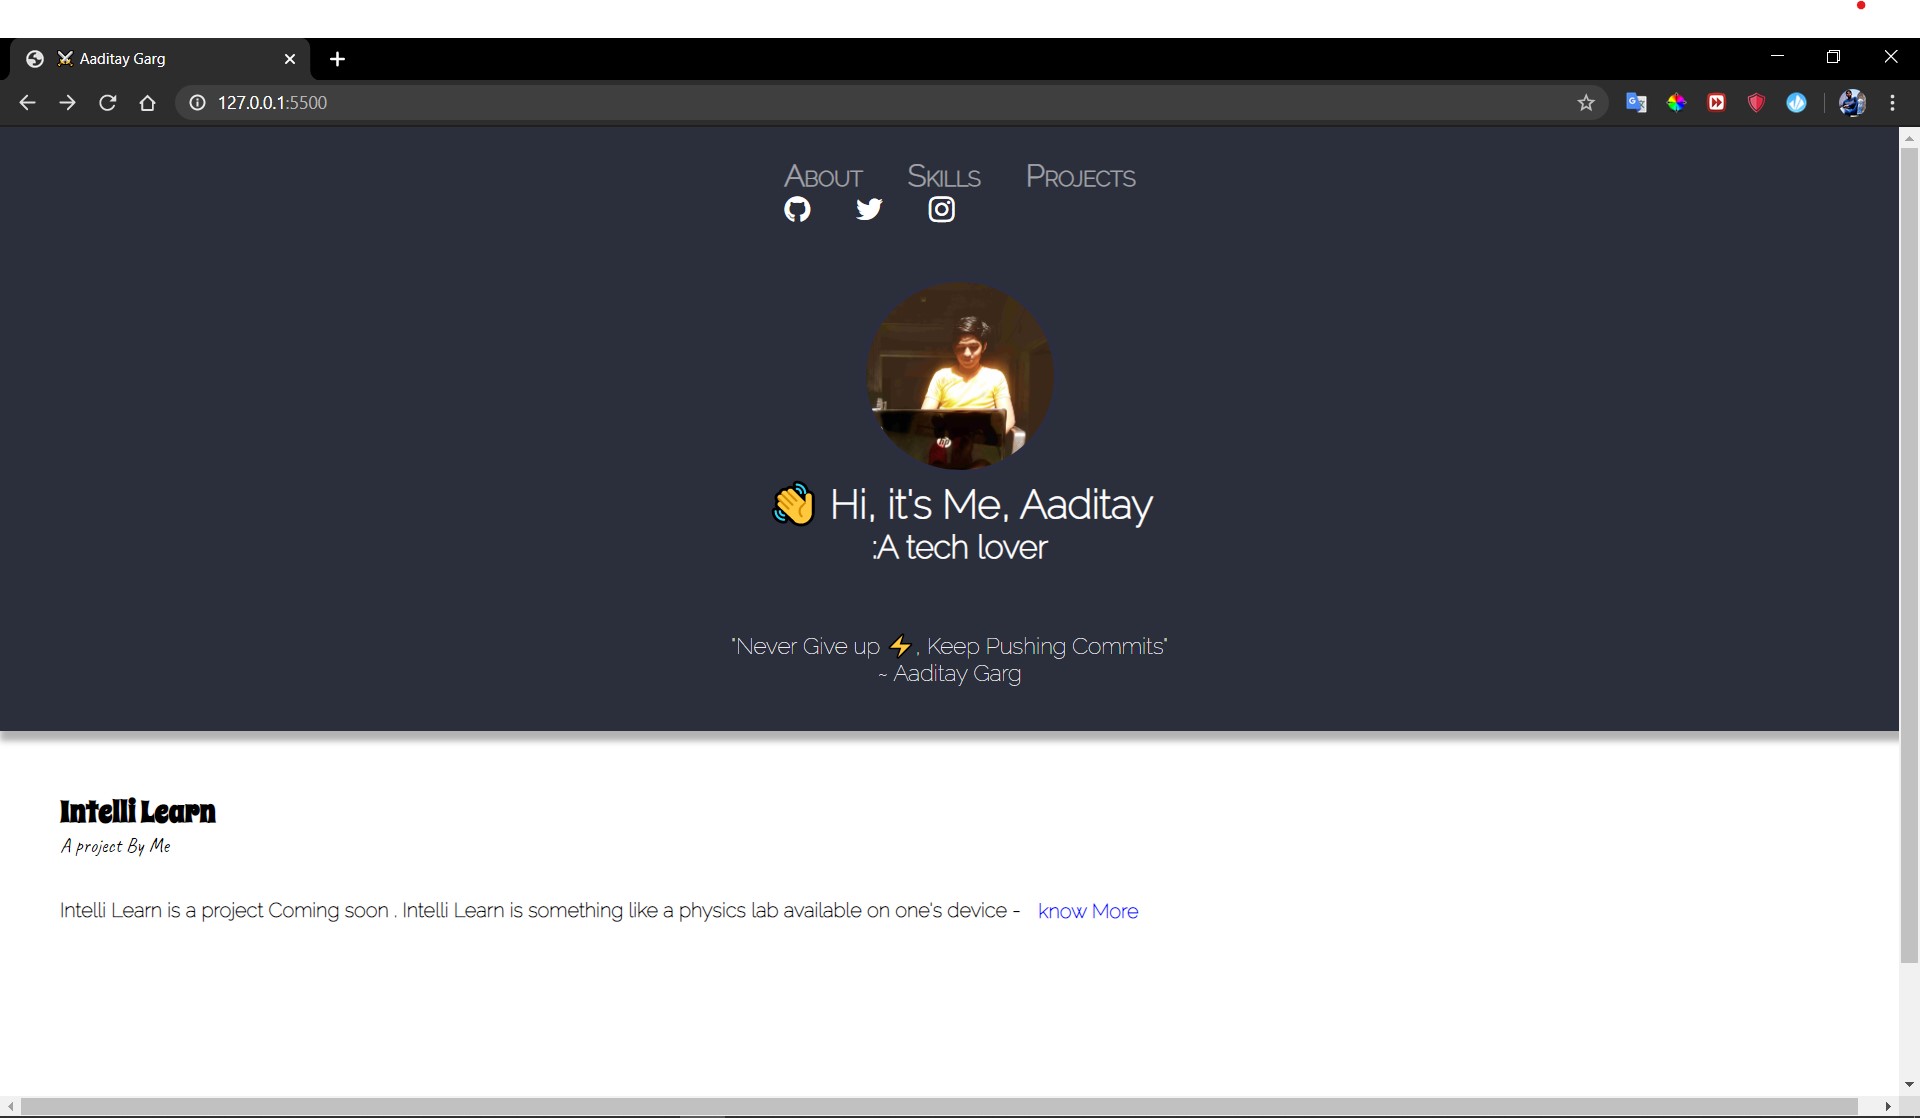 Aaditay Garg
127.0.0.1:5500
About Skills Projects
Hi, it's Me, Aaditay
:A tech lover
"Never Give up ⚡, Keep Pushing Commits"
~ Aaditay Garg
Intelli Learn
A project By Me
Intelli Learn is a project Coming soon . Intelli Learn is something like a physics lab available on one's device - know More